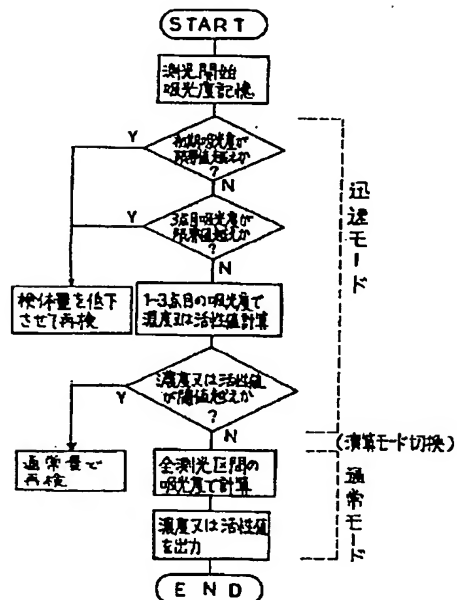 START
測光開始
吸光度記憶
初期吸光度が
限界値越えか
?
Y
N
3点目吸光度が
限界値越えか
?
Y
N
検体量を低下
させて再検
1~3点目の吸光度で
濃度又は活性値計算
濃度又は活性値
が閾値越えか
?
Y
N
通常量で
再検
全測光区間の
吸光度で計算
濃度又は活性値
を出力
END
迅速モード
(演算モード切換)
通常モード